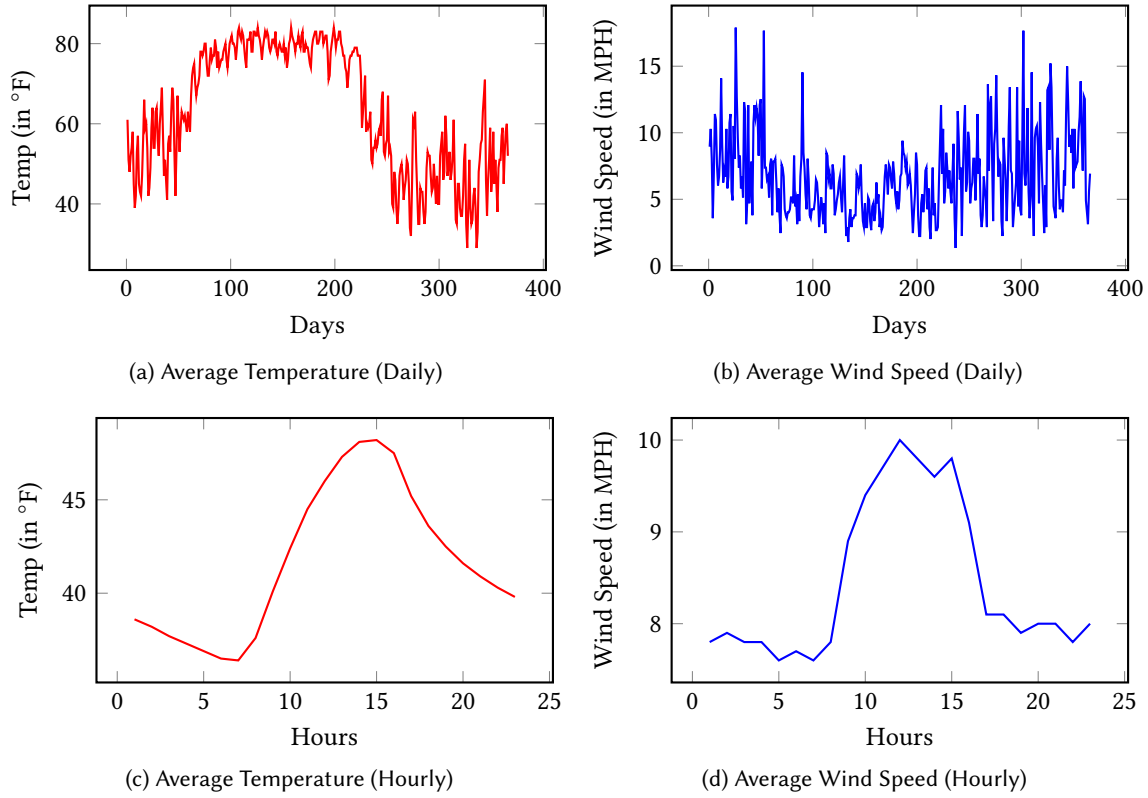 80
60
40
Temp (in °F)
0 100 200 300 400
Days
(a) Average Temperature (Daily)
15
10
5
0
Wind Speed (in MPH)
0 100 200 300 400
Days
(b) Average Wind Speed (Daily)
45
40
Temp (in °F)
0 5 10 15 20 25
Hours
(c) Average Temperature (Hourly)
10
9
8
Wind Speed (in MPH)
0 5 10 15 20 25
Hours
(d) Average Wind Speed (Hourly)